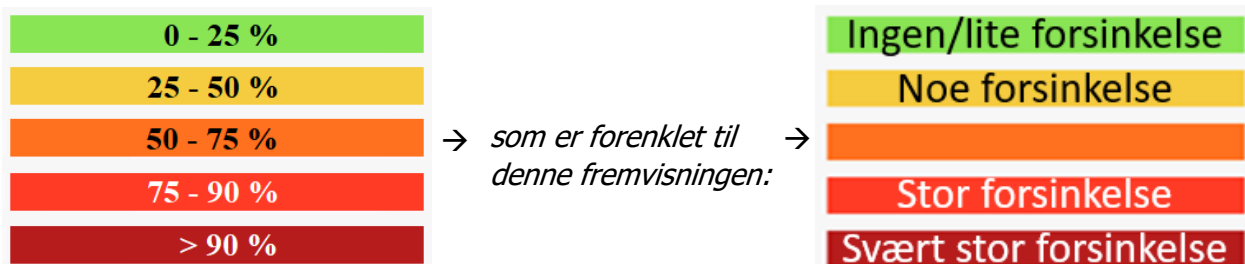 0 - 25 %
25 - 50 %
50 - 75 %
75 - 90 %
> 90 %
→ som er forenklet til →
denne fremvisningen:
Ingen/lite forsinkelse
Noe forsinkelse
Stor forsinkelse
Svært stor forsinkelse